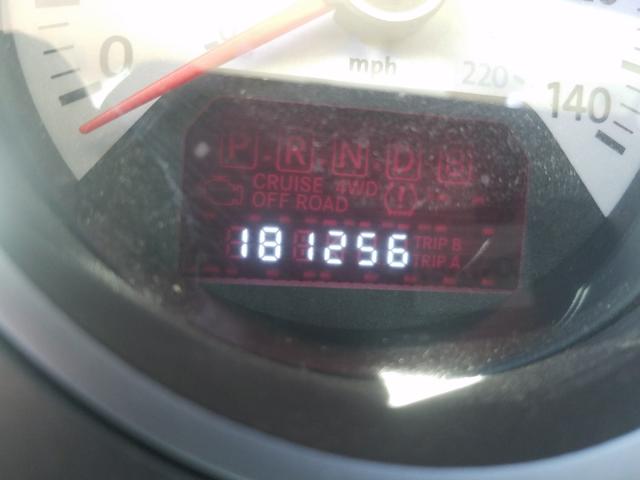 0 mph 220 140
P R N D
CRUISE 4WD
OFF ROAD
181256 TRIP B
TRIP A